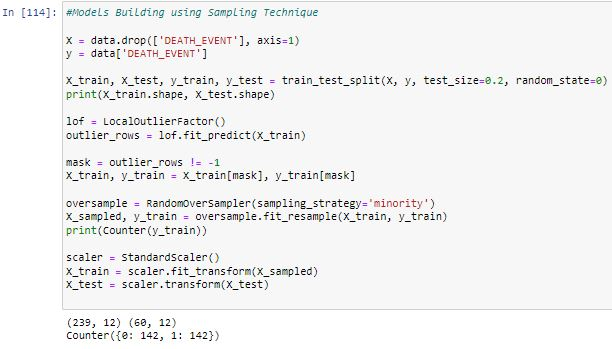 In [114]: #Models Building using Sampling Technique
X = data.drop(['DEATH_EVENT'], axis=1)
y = data['DEATH_EVENT']
X_train, X_test, y_train, y_test = train_test_split(X, y, test_size=0.2, random_state=0)
print(X_train.shape, X_test.shape)
lof = LocalOutlierFactor()
outlier_rows = lof.fit_predict(X_train)
mask = outlier_rows != -1
X_train, y_train = X_train[mask], y_train[mask]
oversample = RandomOverSampler(sampling_strategy='minority')
X_sampled, y_train = oversample.fit_resample(X_train, y_train)
print(Counter(y_train))
scaler = StandardScaler()
X_train = scaler.fit_transform(X_sampled)
X_test = scaler.transform(X_test)
(239, 12) (60, 12)
Counter({0: 142, 1: 142})